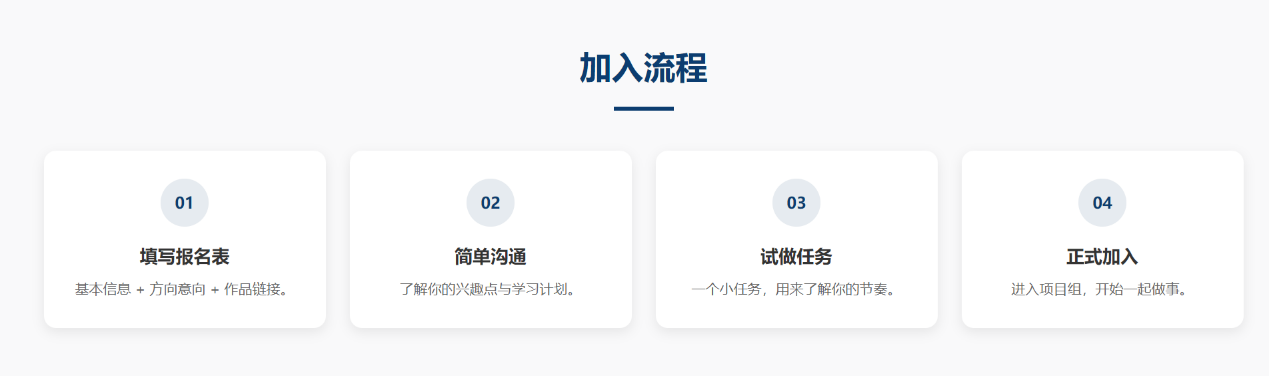 加入流程
01
填写报名表
基本信息 + 方向意向 + 作品链接。
02
简单沟通
了解你的兴趣点与学习计划。
03
试做任务
一个小任务，用来了解你的节奏。
04
正式加入
进入项目组，开始一起做事。